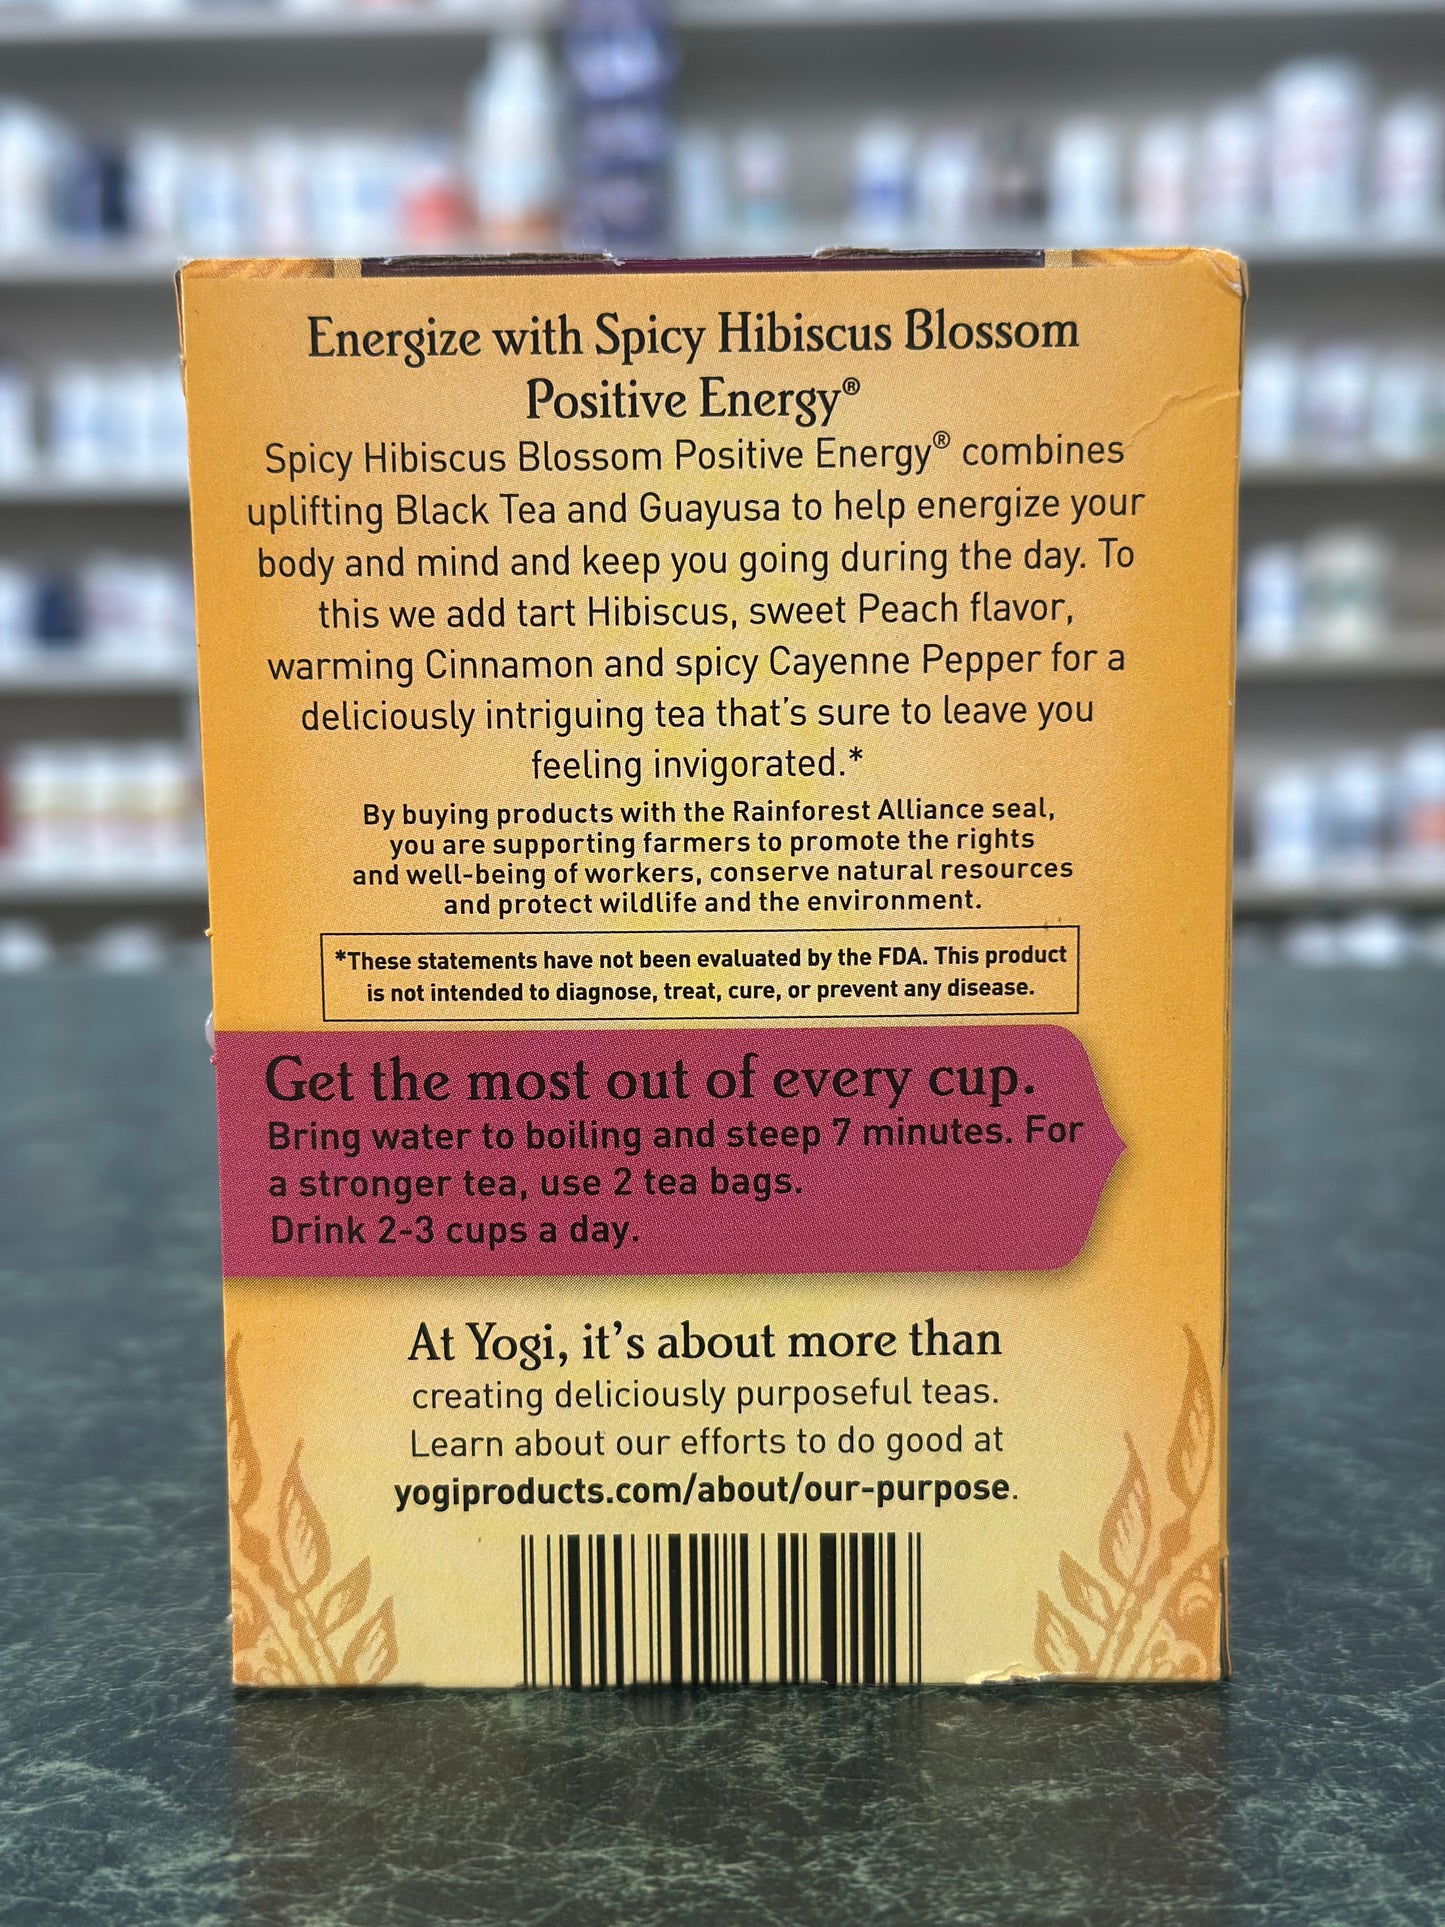 Energize with Spicy Hibiscus Blossom
Positive Energy®
Spicy Hibiscus Blossom Positive Energy® combines
uplifting Black Tea and Guayusa to help energize your
body and mind and keep you going during the day. To
this we add tart Hibiscus, sweet Peach flavor,
warming Cinnamon and spicy Cayenne Pepper for a
deliciously intriguing tea that's sure to leave you
feeling invigorated.*
By buying products with the Rainforest Alliance seal,
you are supporting farmers to promote the rights
and well-being of workers, conserve natural resources
and protect wildlife and the environment.
*These statements have not been evaluated by the FDA. This product
is not intended to diagnose, treat, cure, or prevent any disease.
Get the most out of every cup.
Bring water to boiling and steep 7 minutes. For
a stronger tea, use 2 tea bags.
Drink 2-3 cups a day.
At Yogi, it's about more than
creating deliciously purposeful teas.
Learn about our efforts to do good at
yogiproducts.com/about/our-purpose.